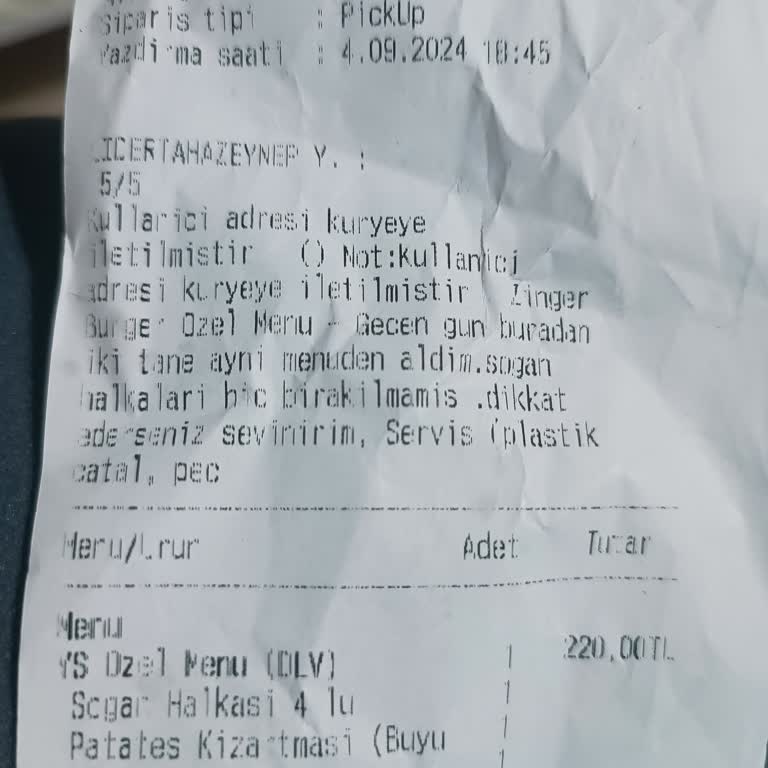 Siparis tipi : PickUp
Yazdirma saati : 4.09.2024 18:45
LIDERTAHAZEYNEP Y. :
5/5
Kullanici adresi kuryeye
iletilmistir () Not:Kullanici
adresi kuryeye iletilmistir Zinger
Burger Ozel Menu - Gecen gun buradan
iki tane ayni menuden aldim.sogan
halkalari hic birakilmamis .dikkat
ederseniz sevinirim, Servis (plastik
catal, pec
Menu/Urun Adet Tutar
Menu
YS Ozel Menu (DLV) 1 220,00TL
Sogan Halkasi 4 lu 1
Patates Kizartmasi (Buyu 1
1